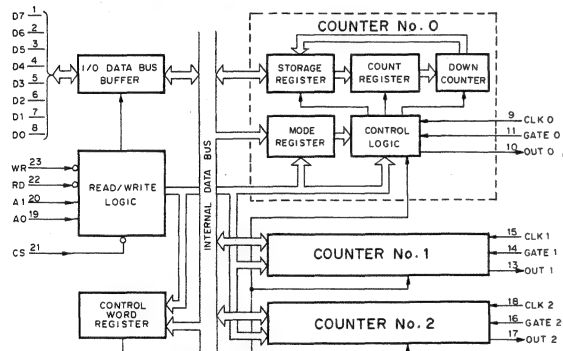 COUNTER No. 0
D7 1
D6 2
D5 3
D4 4
D3 5
D2 6
D1 7
D0 8
I/O DATA BUS
BUFFER
STORAGE
REGISTER
COUNT
REGISTER
DOWN
COUNTER
MODE
REGISTER
CONTROL
LOGIC
9 CLK 0
11 GATE 0
10 OUT 0
INTERNAL DATA BUS
WR 23
RD 22
A1 20
A0 19
CS 21
READ/WRITE
LOGIC
COUNTER No. 1
15 CLK 1
14 GATE 1
13 OUT 1
CONTROL
WORD
REGISTER
COUNTER No. 2
18 CLK 2
16 GATE 2
17 OUT 2